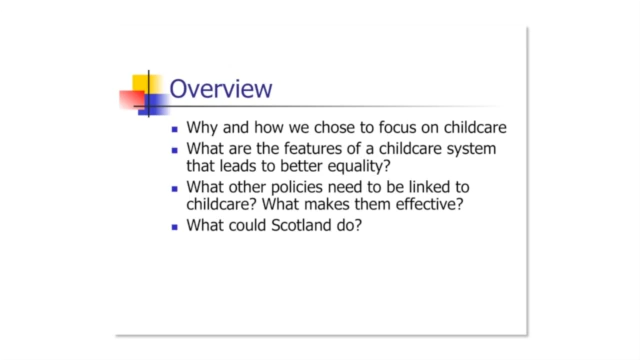 Overview
Why and how we chose to focus on childcare
What are the features of a childcare system
that leads to better equality?
What other policies need to be linked to
childcare? What makes them effective?
What could Scotland do?